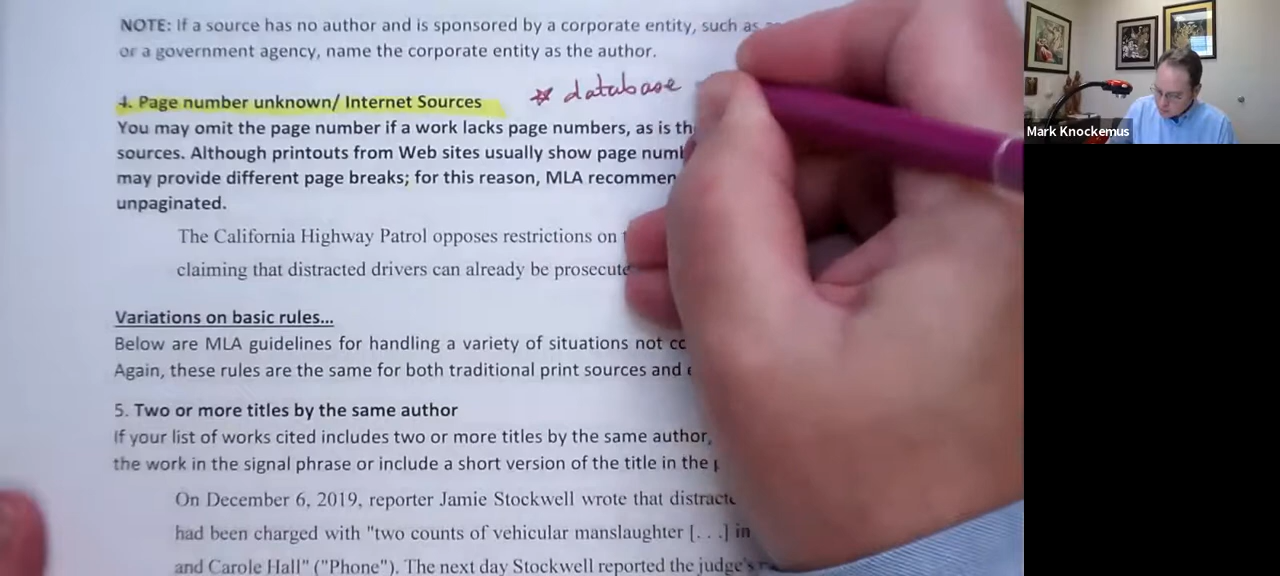 NOTE: If a source has no author and is sponsored by a corporate entity, such as
or a government agency, name the corporate entity as the author.
4. Page number unknown/ Internet Sources
* database
You may omit the page number if a work lacks page numbers, as is th
sources. Although printouts from Web sites usually show page numb
may provide different page breaks; for this reason, MLA recommen
unpaginated.
The California Highway Patrol opposes restrictions on
claiming that distracted drivers can already be prosecute
Variations on basic rules...
Below are MLA guidelines for handling a variety of situations not co
Again, these rules are the same for both traditional print sources and
5. Two or more titles by the same author
If your list of works cited includes two or more titles by the same author,
the work in the signal phrase or include a short version of the title in the
On December 6, 2019, reporter Jamie Stockwell wrote that distracte
had been charged with "two counts of vehicular manslaughter [. . .] in
and Carole Hall" ("Phone"). The next day Stockwell reported the judge's
Mark Knockemus